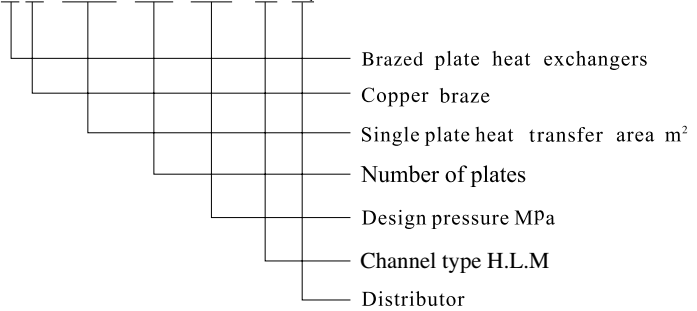 Brazed plate heat exchangers
Copper braze
Single plate heat transfer area m²
Number of plates
Design pressure MPa
Channel type H.L.M
Distributor